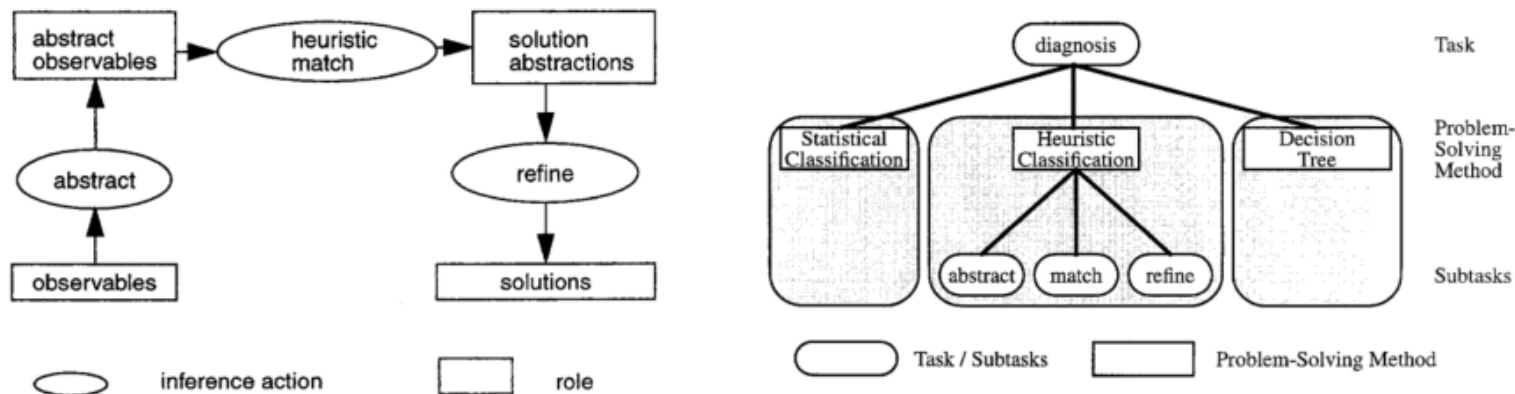 abstract
observables
heuristic
match
solution
abstractions
abstract
refine
observables
solutions
inference action
role
diagnosis
Task
Statistical
Classification
Heuristic
Classification
Decision
Tree
Problem-
Solving
Method
abstract
match
refine
Subtasks
Task / Subtasks
Problem-Solving Method